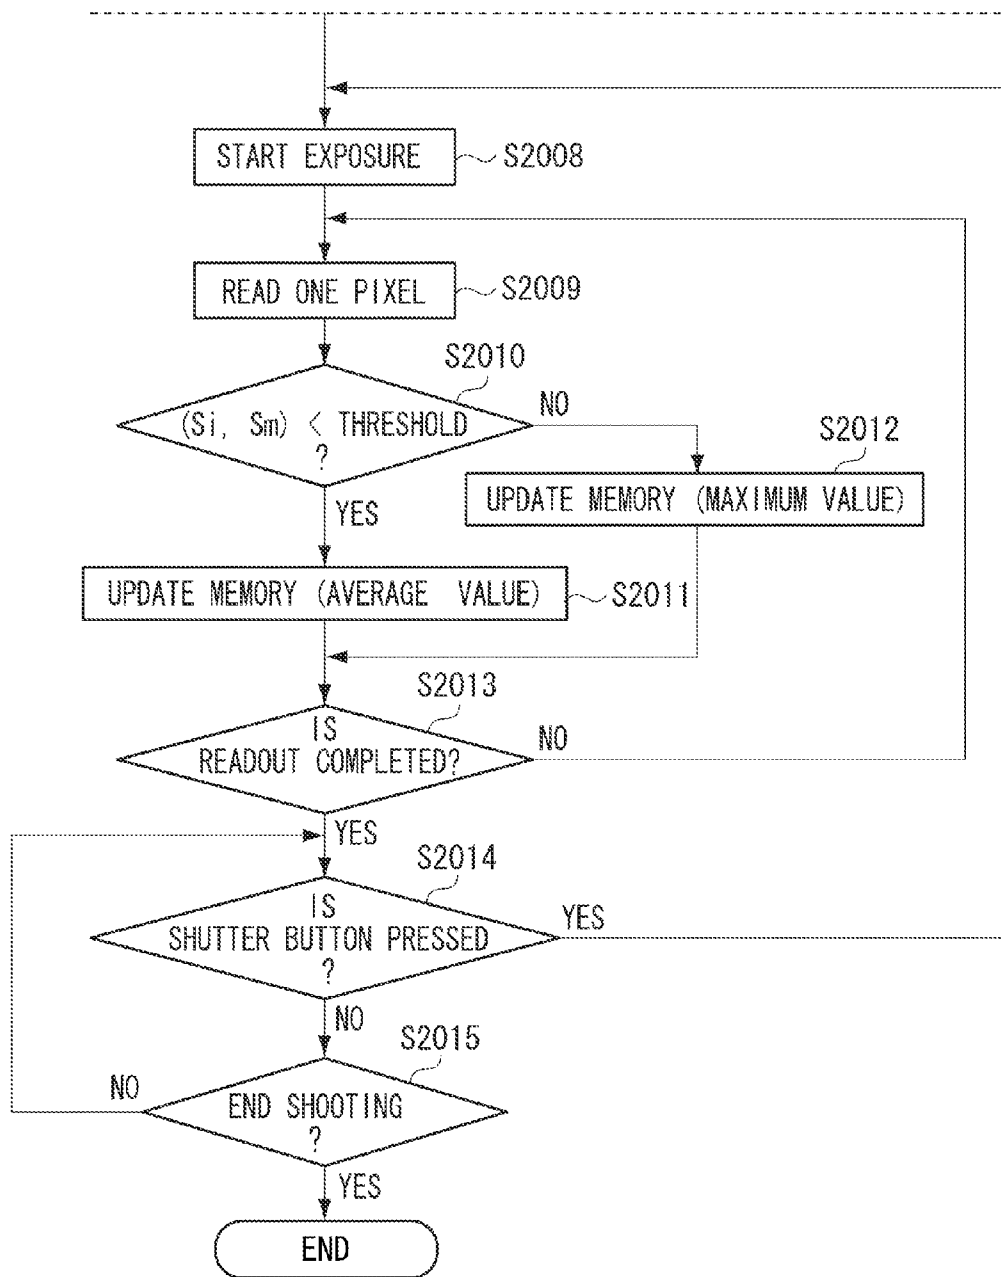 START EXPOSURE
S2008
READ ONE PIXEL
S2009
S2010
(Si, Sm) < THRESHOLD
?
NO
YES
S2012
UPDATE MEMORY (MAXIMUM VALUE)
UPDATE MEMORY (AVERAGE VALUE)
S2011
S2013
IS
READOUT COMPLETED?
NO
YES
S2014
IS
SHUTTER BUTTON PRESSED
?
YES
NO
S2015
END SHOOTING
?
NO
YES
END